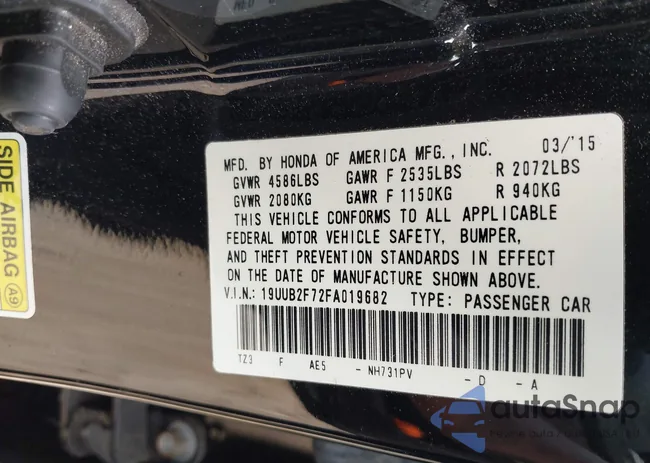 SIDE AIRBAG
A9
MFD. BY HONDA OF AMERICA MFG., INC. 03/'15
GVWR 4586LBS GAWR F 2535LBS R 2072LBS
GVWR 2080KG GAWR F 1150KG R 940KG
THIS VEHICLE CONFORMS TO ALL APPLICABLE
FEDERAL MOTOR VEHICLE SAFETY, BUMPER,
AND THEFT PREVENTION STANDARDS IN EFFECT
ON THE DATE OF MANUFACTURE SHOWN ABOVE.
V.I.N.: 19UUB2F72FA019682 TYPE: PASSENGER CAR
TZ3 F AE5 - NH731PV - D - A
autoSnap